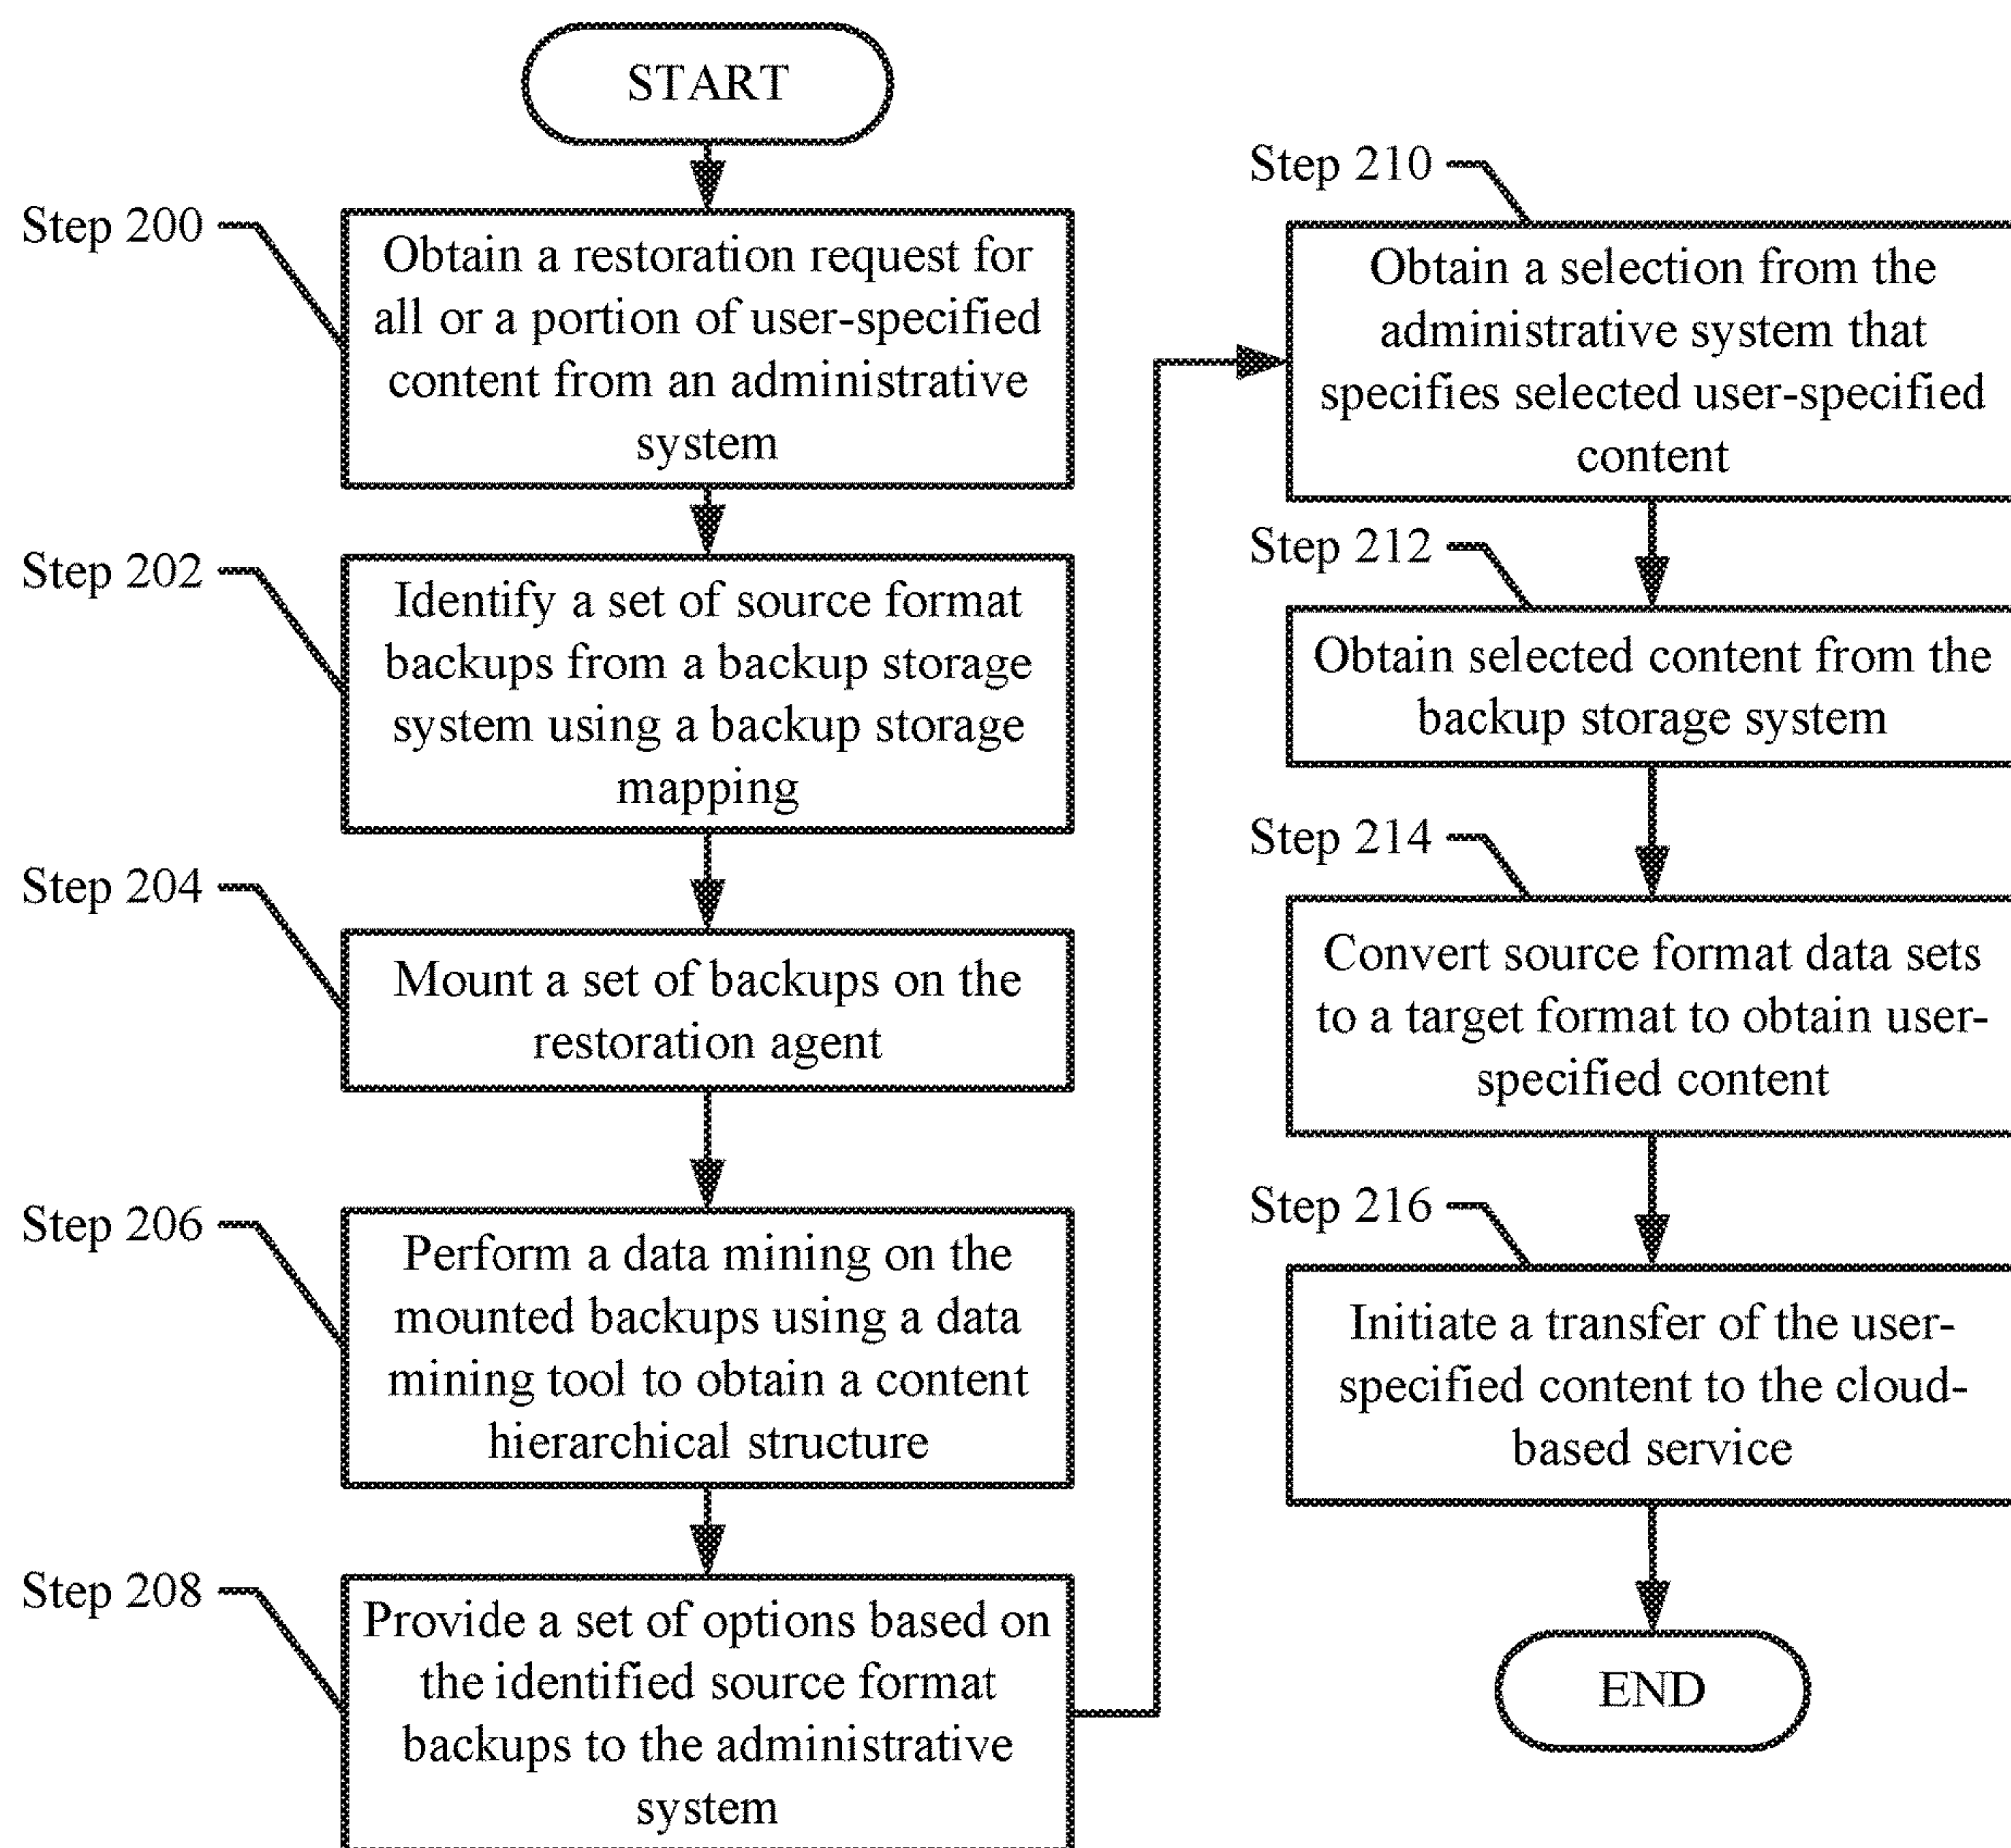 START
Step 200
Obtain a restoration request for
all or a portion of user-specified
content from an administrative
system
Step 202
Identify a set of source format
backups from a backup storage
system using a backup storage
mapping
Step 204
Mount a set of backups on the
restoration agent
Step 206
Perform a data mining on the
mounted backups using a data
mining tool to obtain a content
hierarchical structure
Step 208
Provide a set of options based on
the identified source format
backups to the administrative
system
Step 210
Obtain a selection from the
administrative system that
specifies selected user-specified
content
Step 212
Obtain selected content from the
backup storage system
Step 214
Convert source format data sets
to a target format to obtain user-
specified content
Step 216
Initiate a transfer of the user-
specified content to the cloud-
based service
END